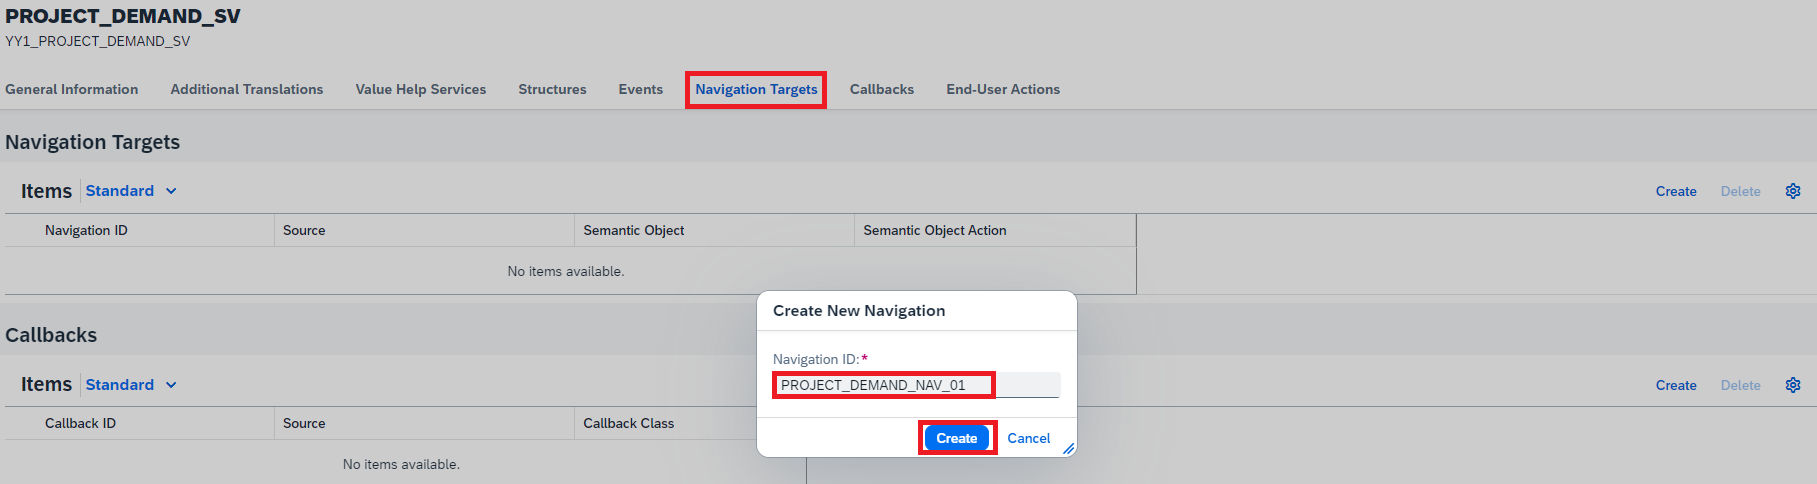 PROJECT_DEMAND_SV
YY1_PROJECT_DEMAND_SV
General Information Additional Translations Value Help Services Structures Events Navigation Targets Callbacks End-User Actions
Navigation Targets
Items Standard Create Delete
Navigation ID Source Semantic Object Semantic Object Action
No items available.
Create New Navigation
Navigation ID:*
PROJECT_DEMAND_NAV_01
Create Cancel
Callbacks
Items Standard Create Delete
Callback ID Source Callback Class
No items available.